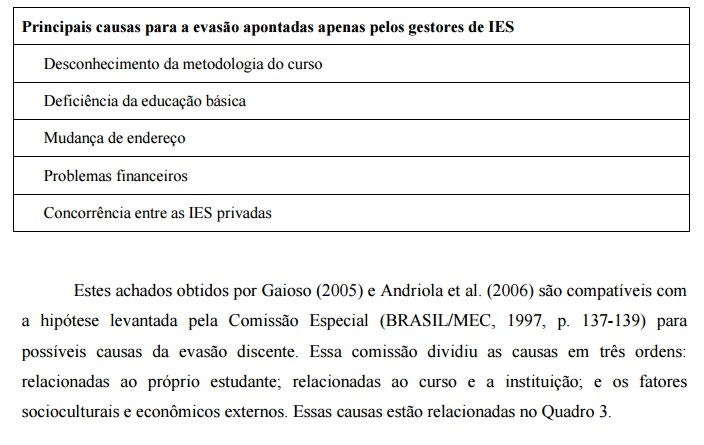 Principais causas para a evasão apontadas apenas pelos gestores de IES
Desconhecimento da metodologia do curso
Deficiência da educação básica
Mudança de endereço
Problemas financeiros
Concorrência entre as IES privadas
Estes achados obtidos por Gaioso (2005) e Andriola et al. (2006) são compatíveis com
a hipótese levantada pela Comissão Especial (BRASIL/MEC, 1997, p. 137-139) para
possíveis causas da evasão discente. Essa comissão dividiu as causas em três ordens:
relacionadas ao próprio estudante; relacionadas ao curso e a instituição; e os fatores
socioculturais e econômicos externos. Essas causas estão relacionadas no Quadro 3.